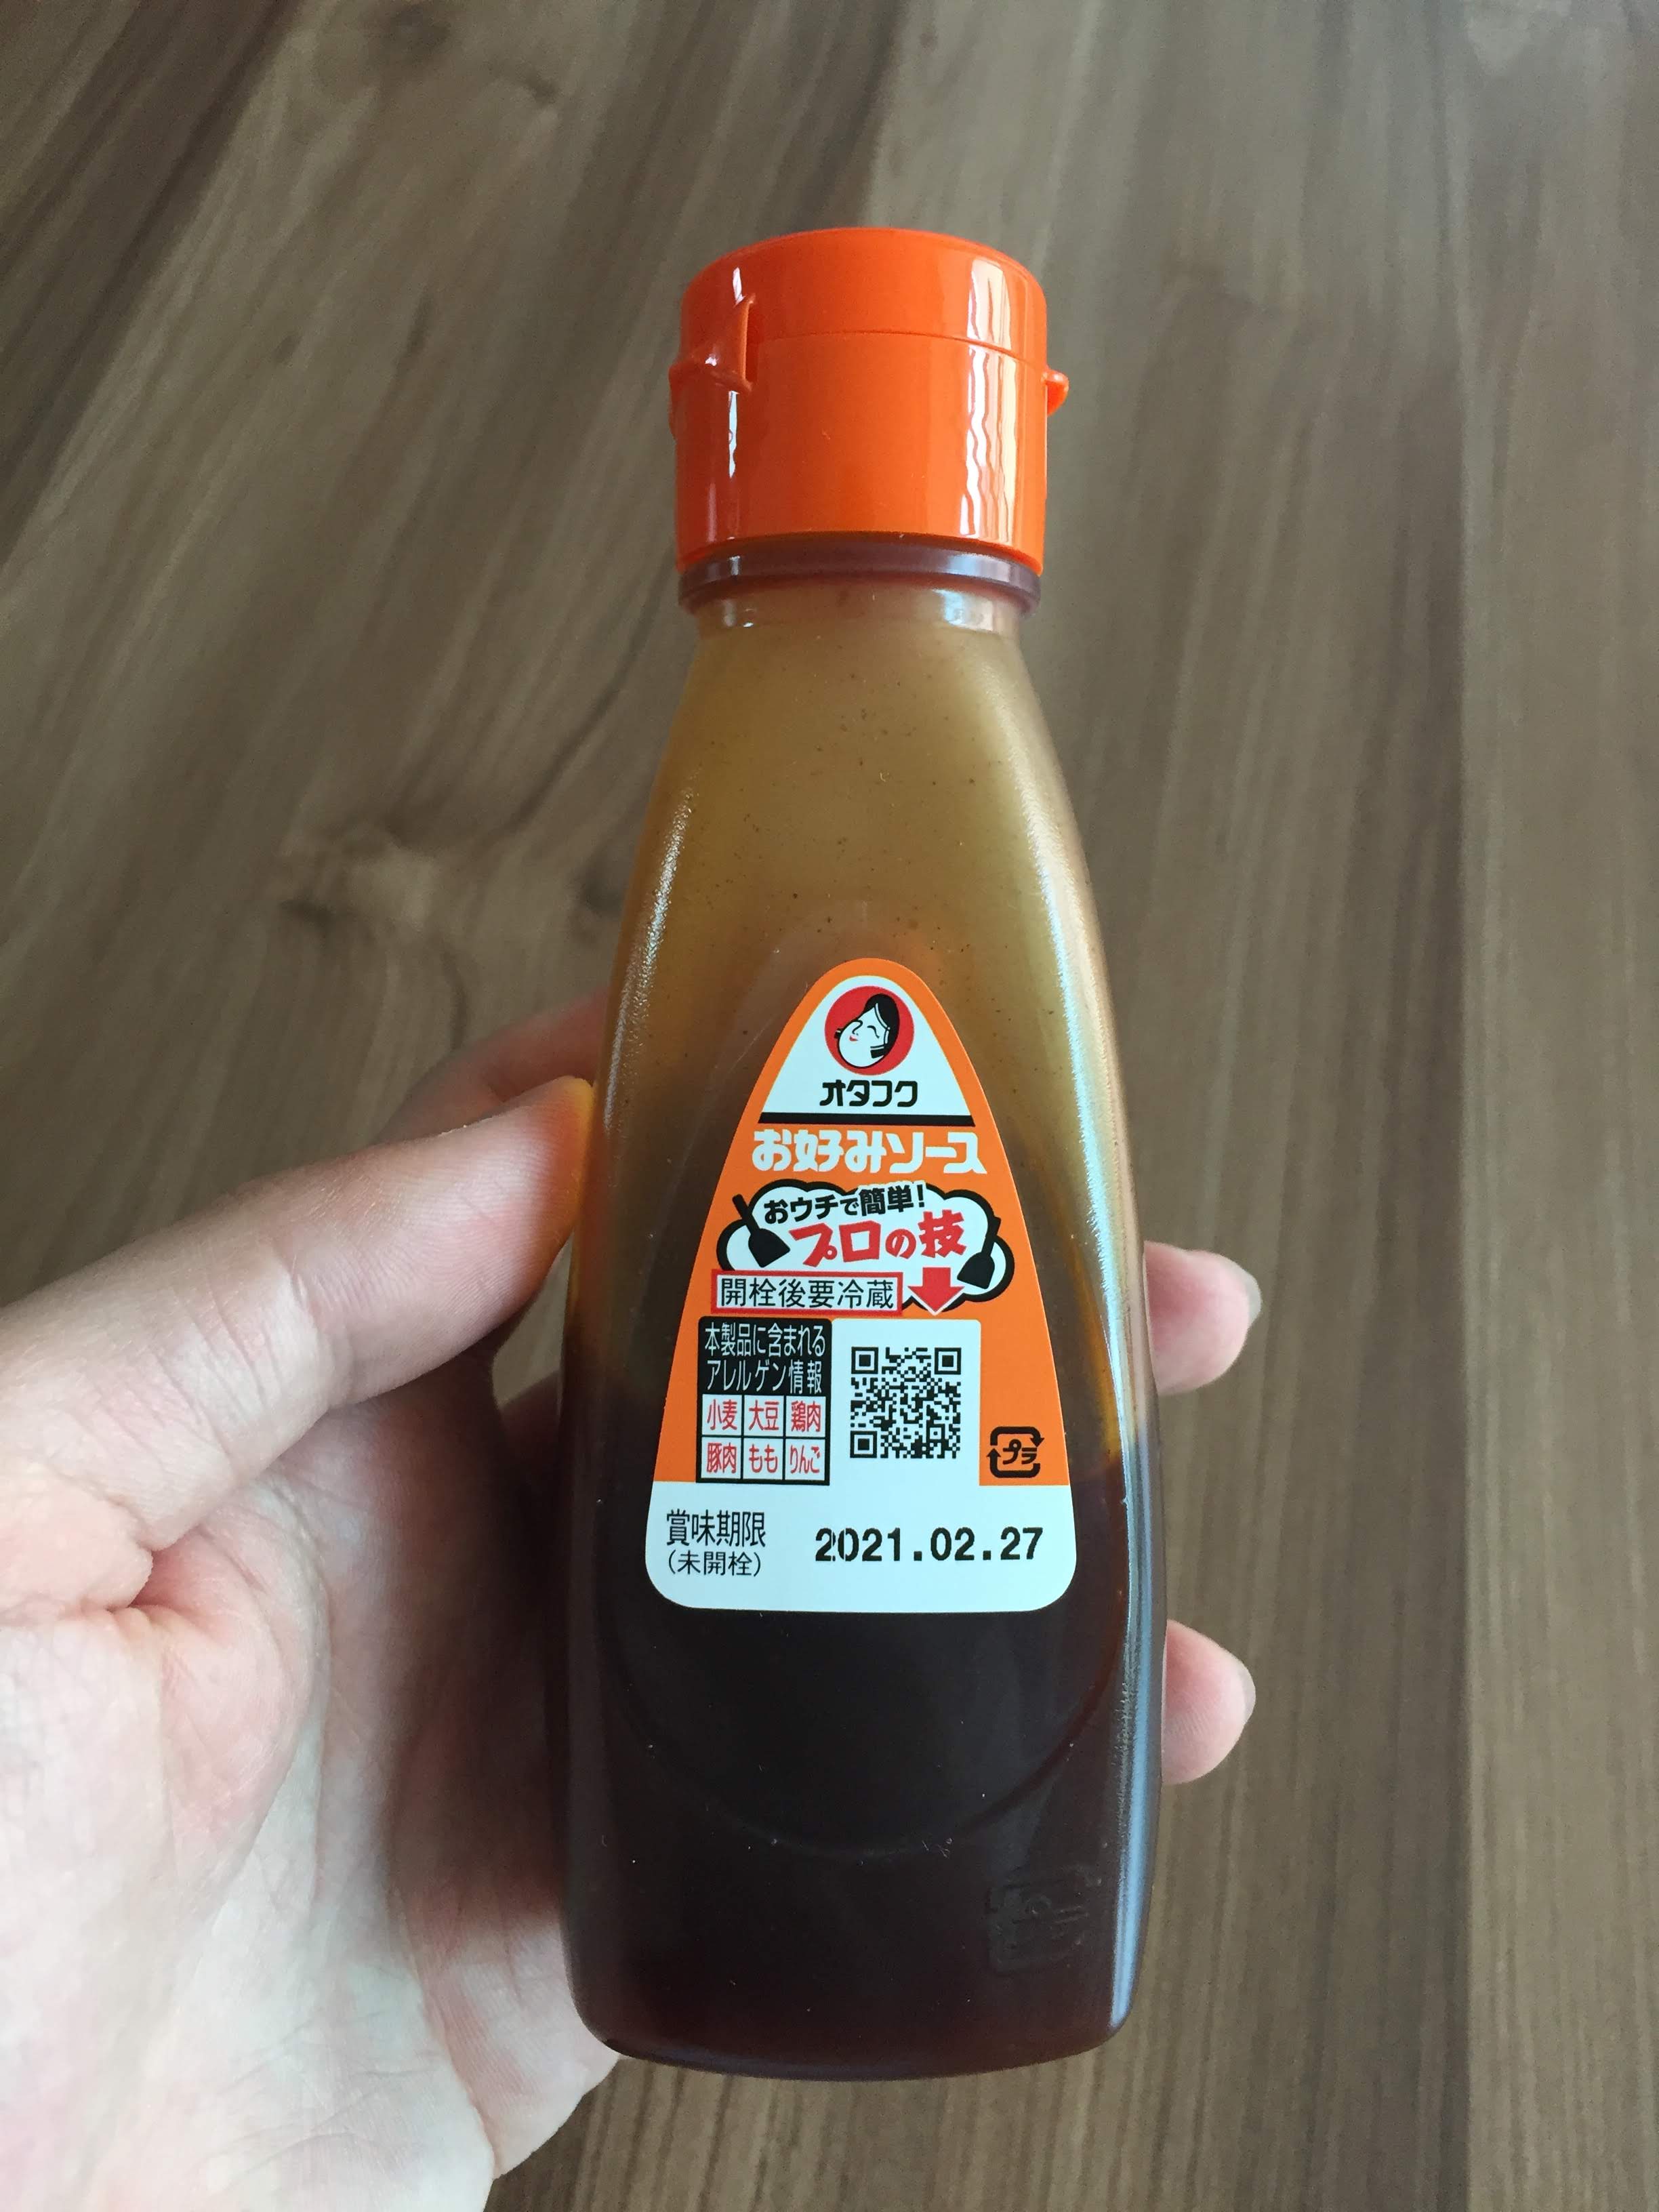 オタフク
お好みソース
おウチで簡単!
プロの技
開栓後要冷蔵
本製品に含まれる
アレルゲン情報
小麦 大豆 鶏肉
豚肉 もも りんご
プラ
賞味期限
(未開栓)
2021.02.27